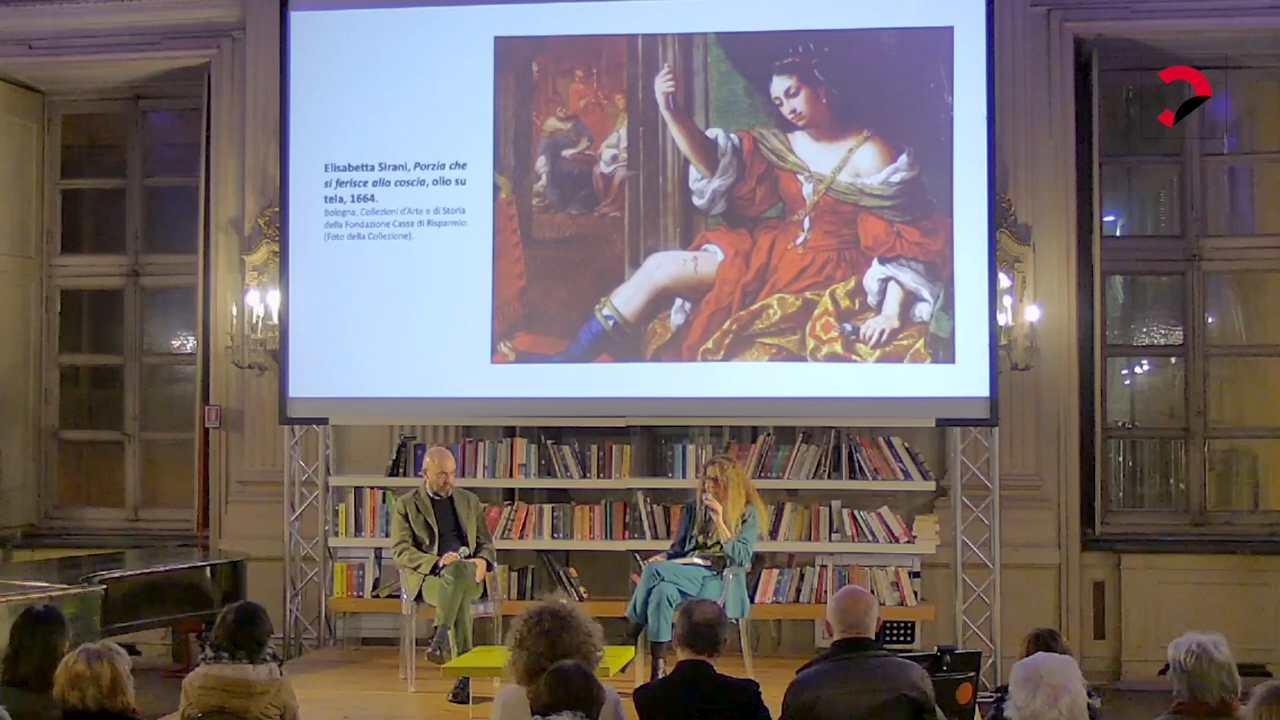 Elisabetta Sirani, Porzia che
si ferisce alla coscia, olio su
tela, 1664.
Bologna, Collezioni d'Arte e di Storia
della Fondazione Cassa di Risparmio.
(Foto della Collezione).